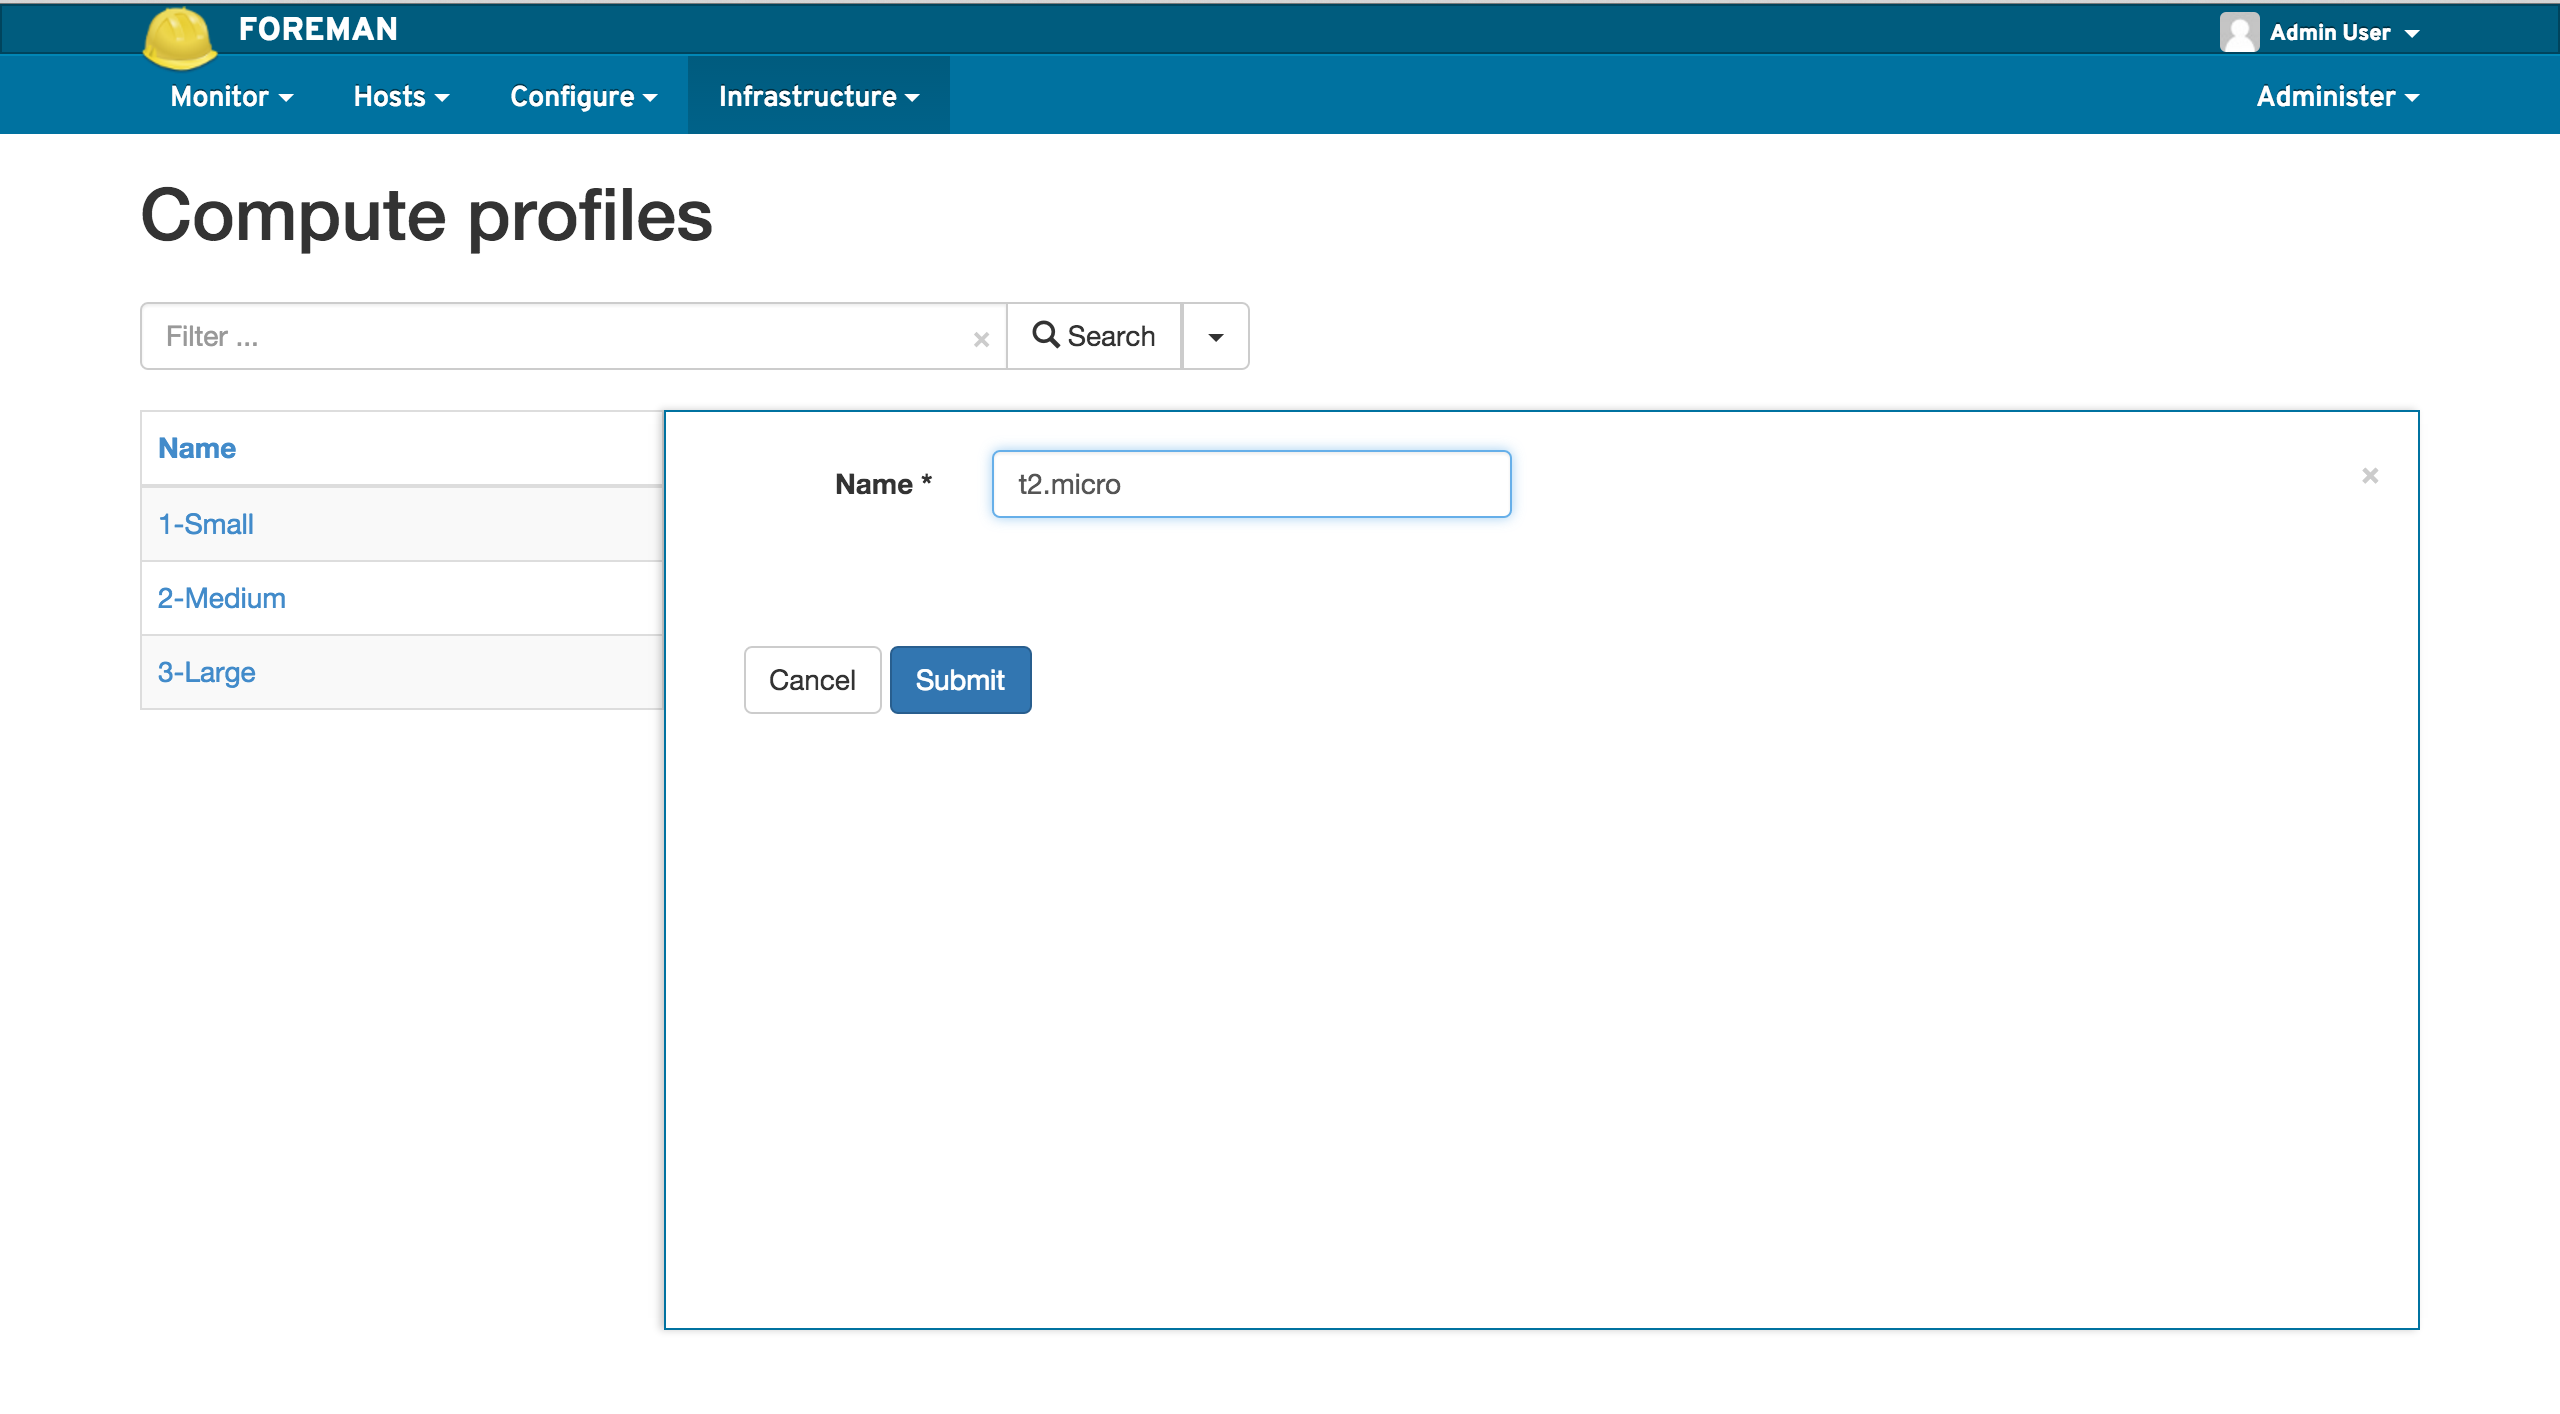 FOREMAN
Admin User
Monitor Hosts Configure Infrastructure Administer
Compute profiles
Filter ... × Search
Name
1-Small
2-Medium
3-Large
Name * t2.micro ×
Cancel Submit